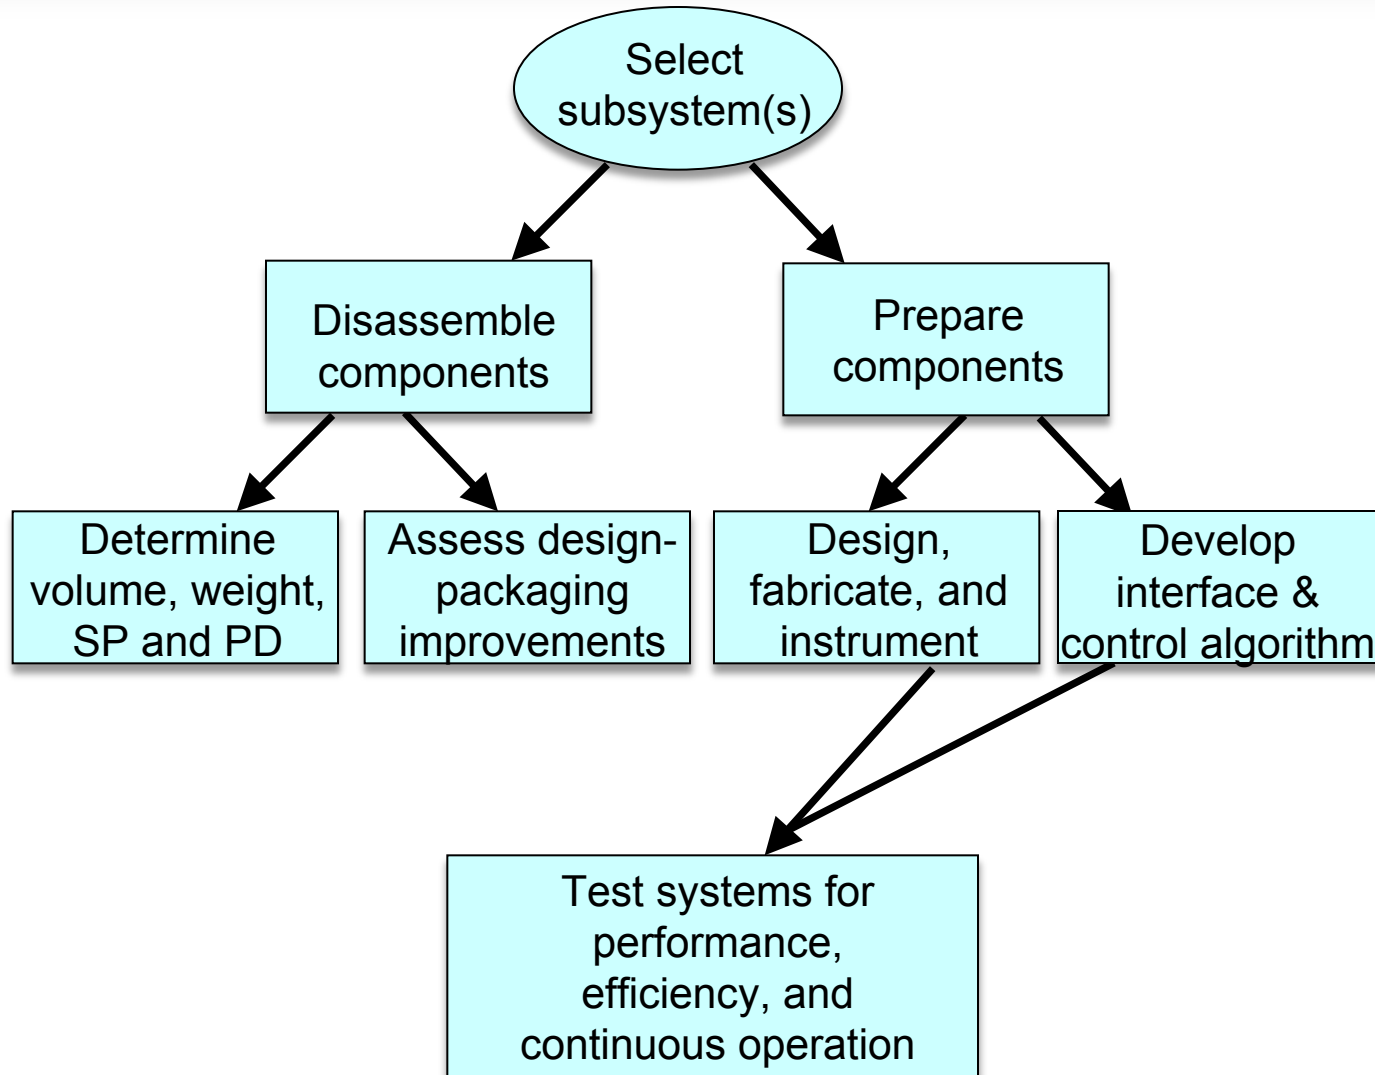 Select
subsystem(s)
Disassemble
components
Prepare
components
Determine
volume, weight,
SP and PD
Assess design-
packaging
improvements
Design,
fabricate, and
instrument
Develop
interface &
control algorithm
Test systems for
performance,
efficiency, and
continuous operation